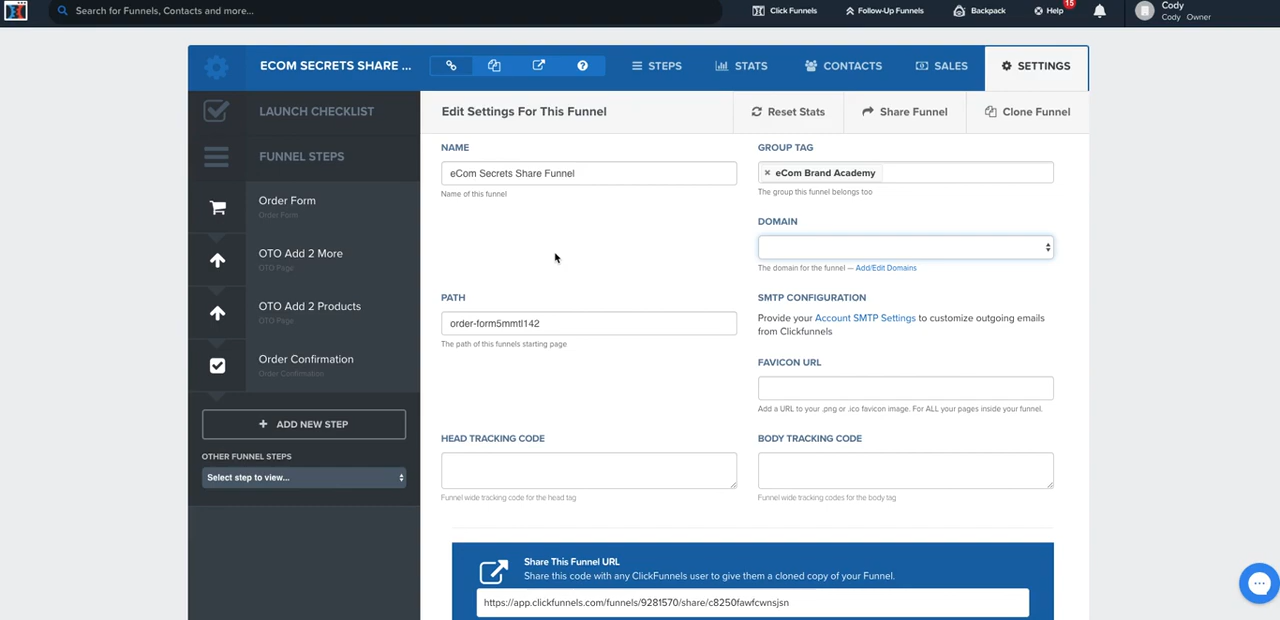 Search for Funnels, Contacts and more...
Click Funnels
Follow-Up Funnels
Backpack
Help
15
Cody
Cody Owner
ECOM SECRETS SHARE ...
STEPS
STATS
CONTACTS
SALES
SETTINGS
LAUNCH CHECKLIST
Edit Settings For This Funnel
Reset Stats
Share Funnel
Clone Funnel
FUNNEL STEPS
Order Form
Order Form
OTO Add 2 More
OTO Page
OTO Add 2 Products
OTO Page
Order Confirmation
Order Confirmation
+ ADD NEW STEP
OTHER FUNNEL STEPS
Select step to view...
NAME
eCom Secrets Share Funnel
Name of this funnel
GROUP TAG
× eCom Brand Academy
The group this funnel belongs too
DOMAIN
The domain for the funnel — Add/Edit Domains
PATH
order-form5mmtl142
The path of this funnels starting page
SMTP CONFIGURATION
Provide your Account SMTP Settings to customize outgoing emails
from Clickfunnels
FAVICON URL
Add a URL to your .png or .ico favicon image. For ALL your pages inside your funnel.
HEAD TRACKING CODE
Funnel wide tracking code for the head tag
BODY TRACKING CODE
Funnel wide tracking codes for the body tag
Share This Funnel URL
Share this code with any ClickFunnels user to give them a cloned copy of your Funnel.
https://app.clickfunnels.com/funnels/9281570/share/c8250fawfcwnsjsn